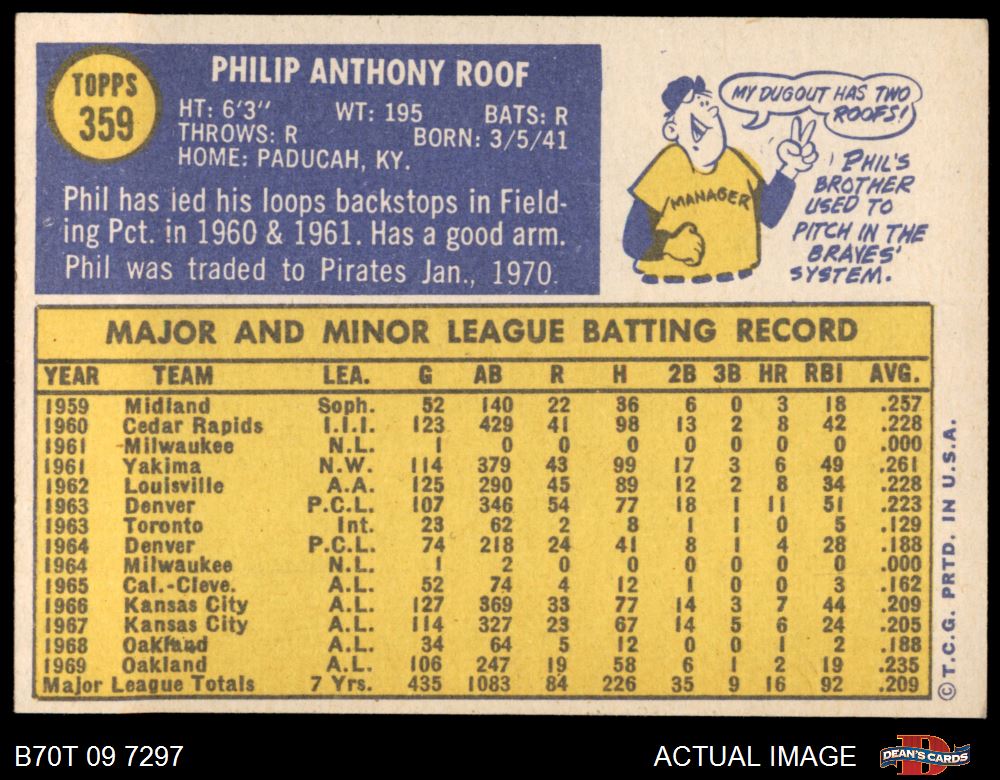 TOPPS
359
PHILIP ANTHONY ROOF
HT: 6'3'' WT: 195 BATS: R
THROWS: R BORN: 3/5/41
HOME: PADUCAH, KY.
Phil has led his loops backstops in Field-
ing Pct. in 1960 & 1961. Has a good arm.
Phil was traded to Pirates Jan., 1970.
MY DUGOUT HAS TWO
ROOFS!
MANAGER
PHIL'S
BROTHER
USED TO
PITCH IN THE
BRAVES'
SYSTEM.
MAJOR AND MINOR LEAGUE BATTING RECORD
YEAR TEAM LEA. G AB R H 2B 3B HR RBI AVG.
1959 Midland Soph. 52 140 22 36 6 0 3 18 .257
1960 Cedar Rapids I.I.I. 123 429 41 98 13 2 8 42 .228
1961 Milwaukee N.L. 1 0 0 0 0 0 0 0 .000
1961 Yakima N.W. 114 379 43 99 17 3 6 49 .261
1962 Louisville A.A. 125 290 45 89 12 2 8 34 .228
1963 Denver P.C.L. 107 346 54 77 18 1 11 51 .223
1963 Toronto Int. 23 62 2 8 1 1 0 5 .129
1964 Denver P.C.L. 74 218 24 41 8 1 4 28 .188
1964 Milwaukee N.L. 1 2 0 0 0 0 0 0 .000
1965 Cal.-Cleve. A.L. 52 74 4 12 1 0 0 3 .162
1966 Kansas City A.L. 127 369 33 77 14 3 7 44 .209
1967 Kansas City A.L. 114 327 23 67 14 5 6 24 .205
1968 Oakland A.L. 34 64 5 12 0 0 1 2 .188
1969 Oakland A.L. 106 247 19 58 6 1 2 19 .235
Major League Totals 7 Yrs. 435 1083 84 226 35 9 16 92 .209
©T.C.G. PRTD. IN U.S.A.
B70T 09 7297
ACTUAL IMAGE
DEAN'S CARDS